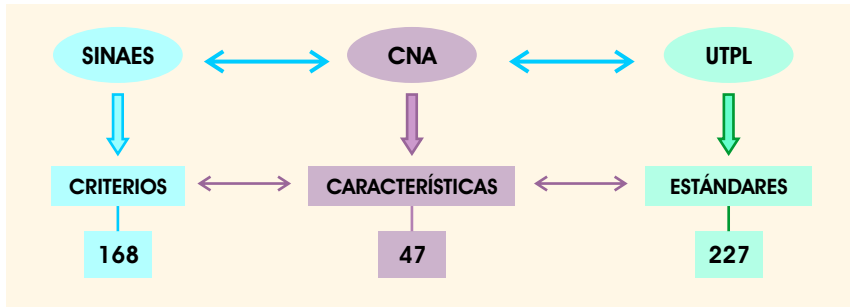 SINAES
CNA
UTPL
CRITERIOS
CARACTERÍSTICAS
ESTÁNDARES
168
47
227